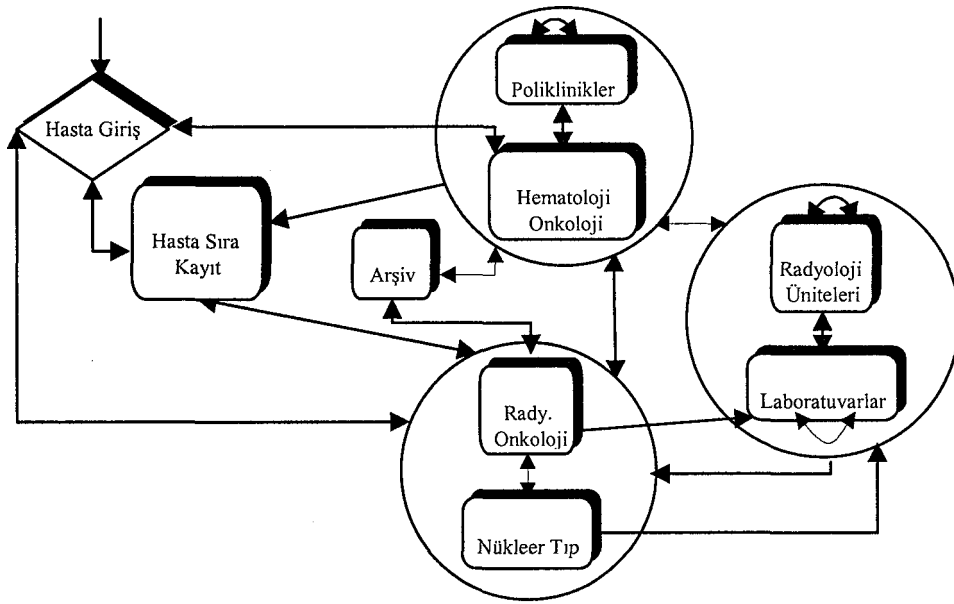 Hasta Giriş
Poliklinikler
Hematoloji
Onkoloji
Hasta Sıra
Kayıt
Arşiv
Radyoloji
Üniteleri
Laboratuvarlar
Rady.
Onkoloji
Nükleer Tıp